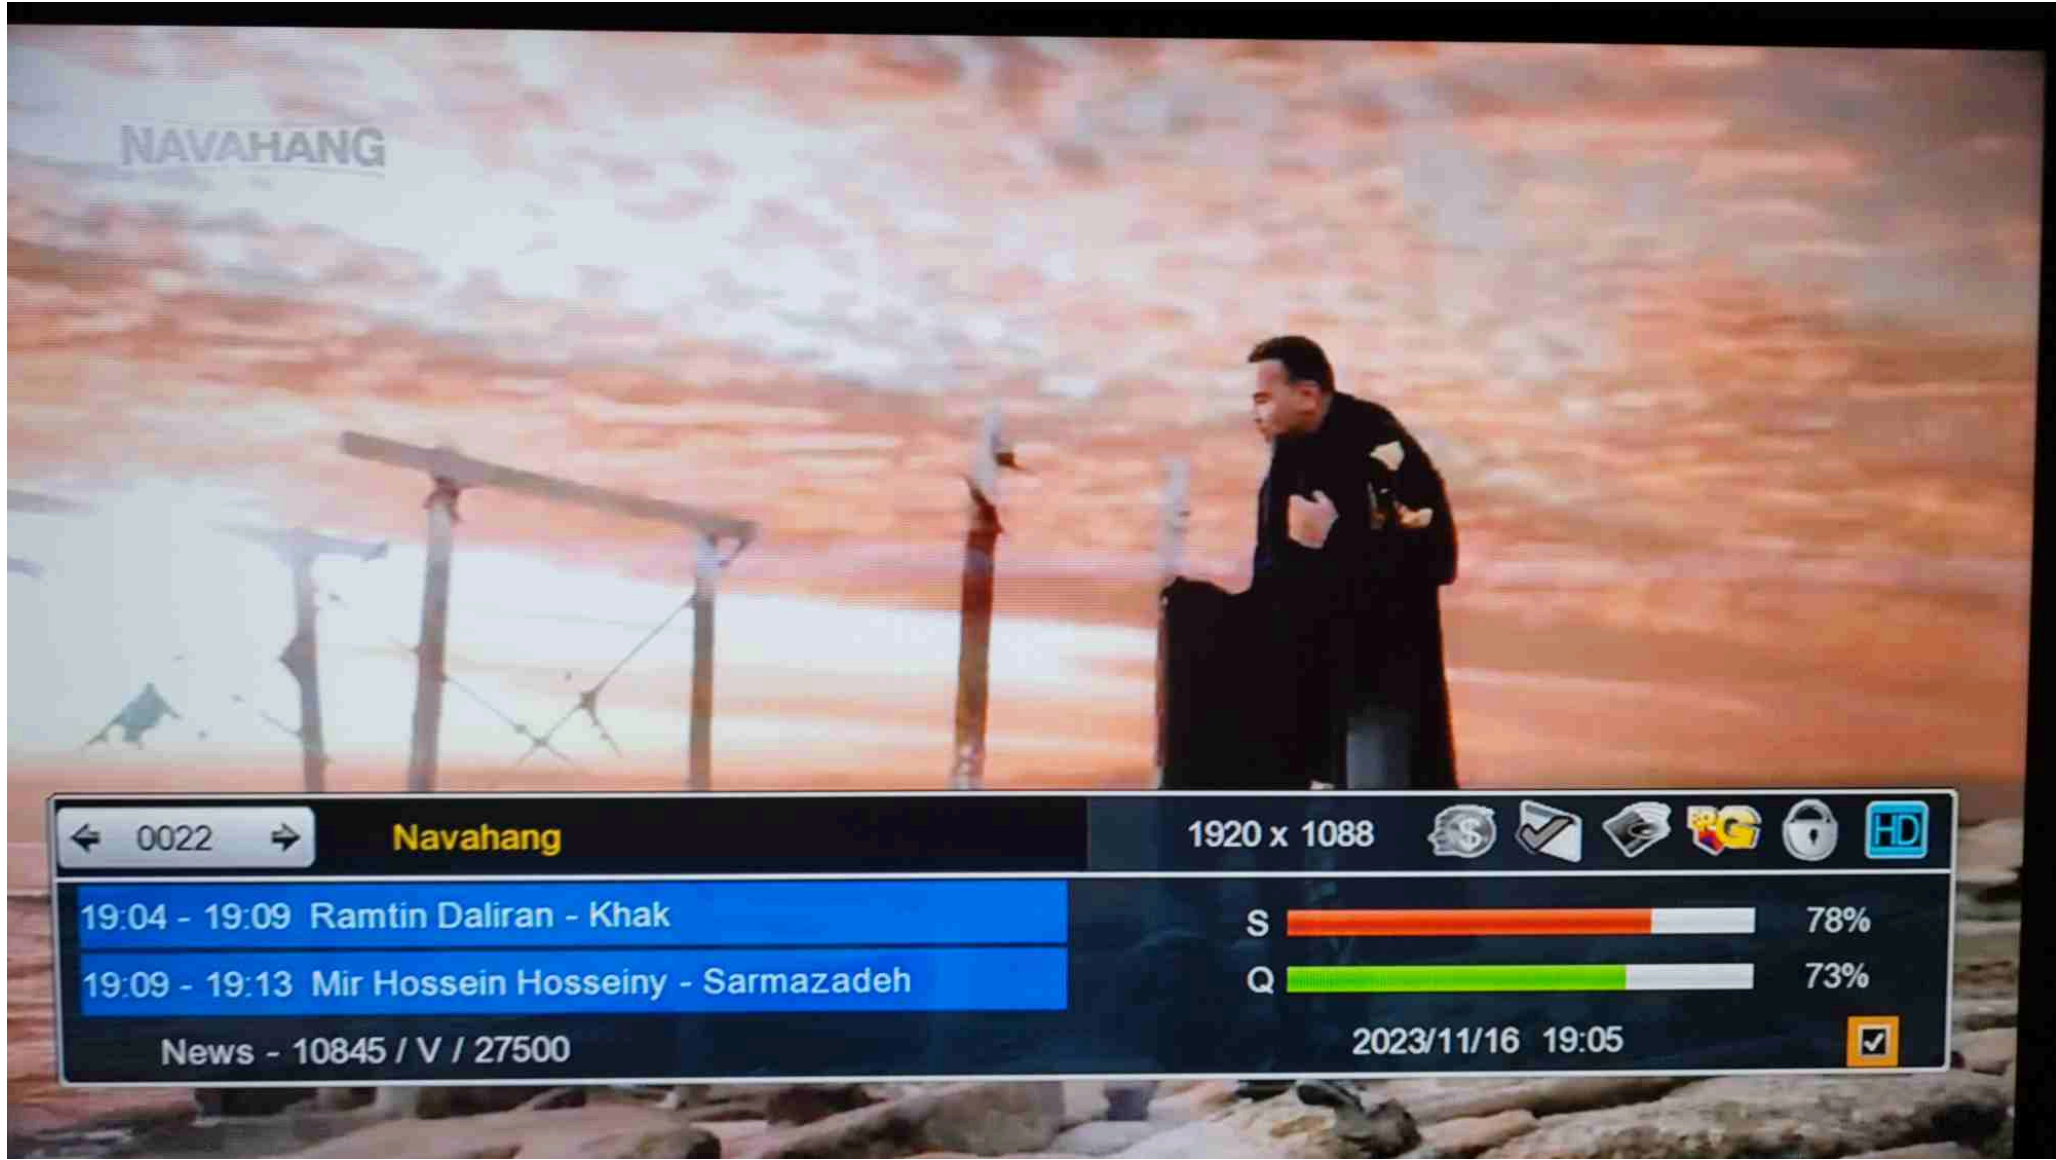 NAVAHANG
0022 Navahang 1920 x 1088 HD
19:04 - 19:09 Ramtin Daliran - Khak
S 78%
19:09 - 19:13 Mir Hossein Hosseiny - Sarmazadeh
Q 73%
News - 10845 / V / 27500
2023/11/16 19:05